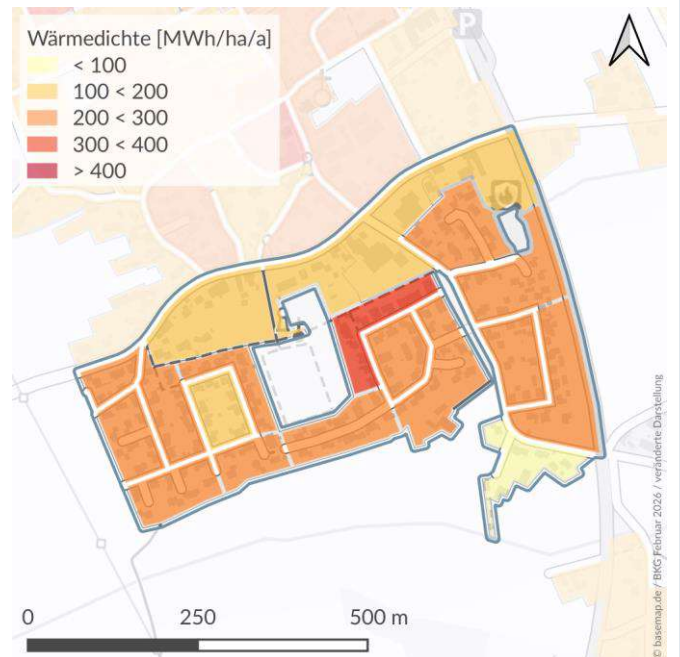 P
Wärmedichte [MWh/ha/a]
< 100
100 < 200
200 < 300
300 < 400
> 400
0 250 500 m
© basemap.de / BKG Februar 2026 / veränderte Darstellung